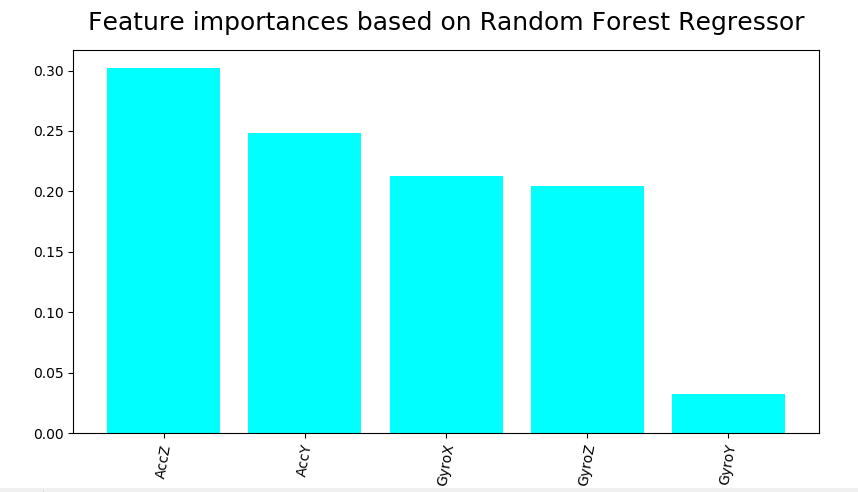 Feature importances based on Random Forest Regressor
0.30
0.25
0.20
0.15
0.10
0.05
0.00
AccZ
AccY
GyroX
GyroZ
GyroY